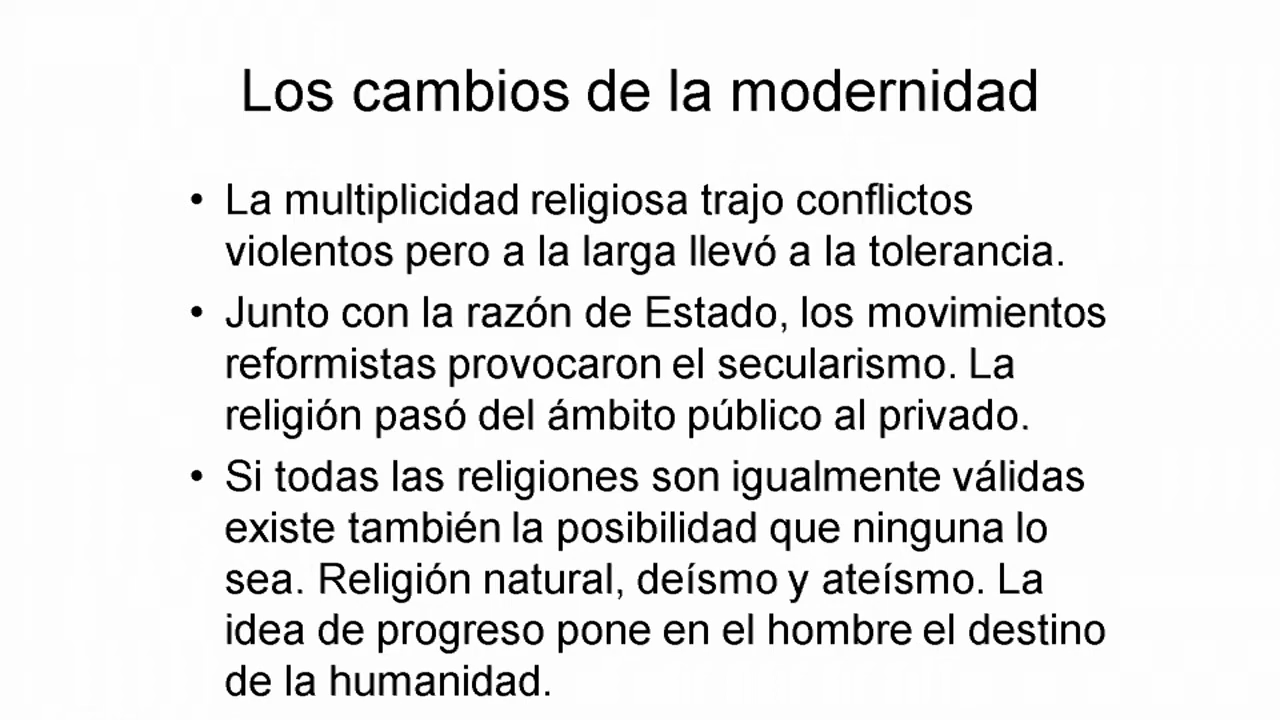 Los cambios de la modernidad
• La multiplicidad religiosa trajo conflictos
violentos pero a la larga llevó a la tolerancia.
• Junto con la razón de Estado, los movimientos
reformistas provocaron el secularismo. La
religión pasó del ámbito público al privado.
• Si todas las religiones son igualmente válidas
existe también la posibilidad que ninguna lo
sea. Religión natural, deísmo y ateísmo. La
idea de progreso pone en el hombre el destino
de la humanidad.